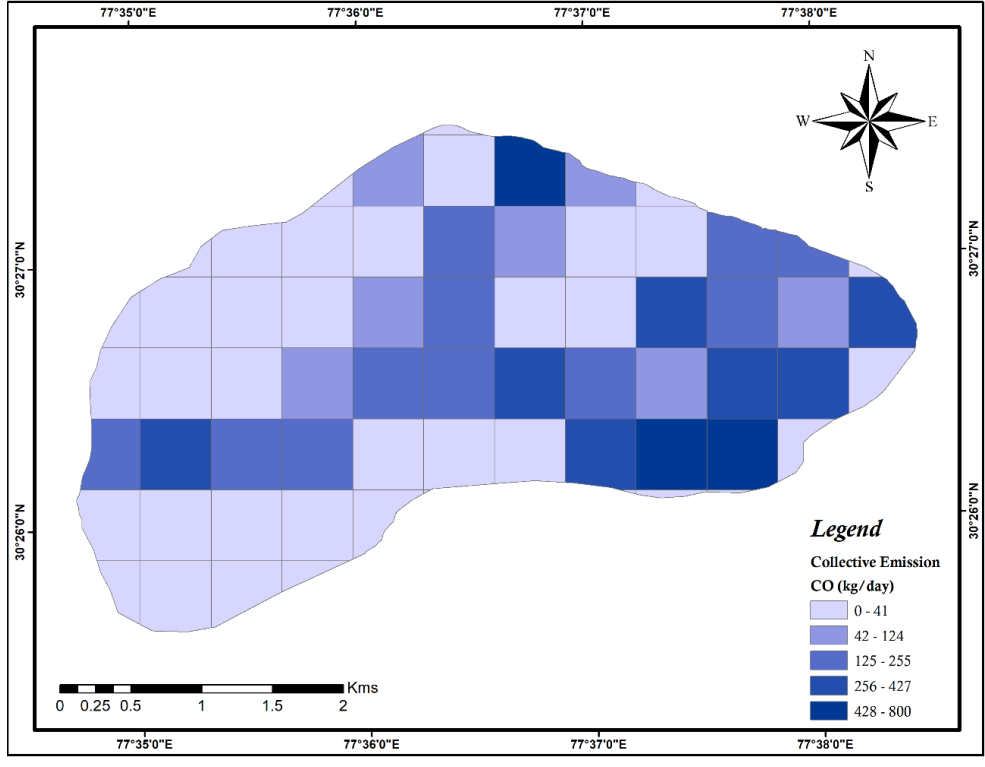 77°35'0"E 77°36'0"E 77°37'0"E 77°38'0"E
N
W E
S
30°27'0"N 30°27'0"N
30°26'0"N 30°26'0"N
Legend
Collective Emission
CO (kg/day)
0 - 41
42 - 124
125 - 255
256 - 427
428 - 800
Kms
0 0.25 0.5 1 1.5 2
77°35'0"E 77°36'0"E 77°37'0"E 77°38'0"E